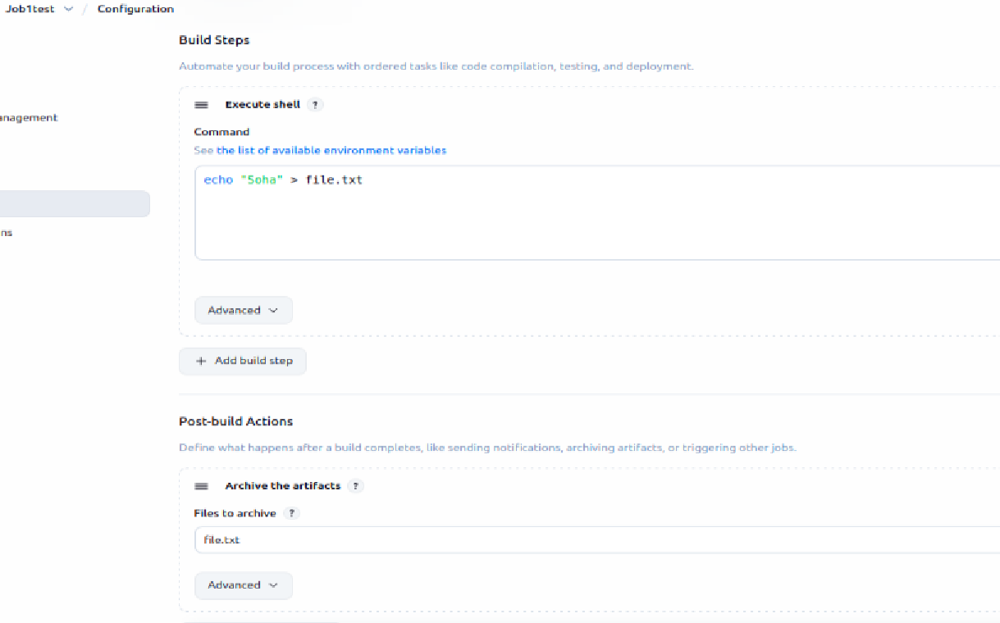 Job1test / Configuration
Build Steps
Automate your build process with ordered tasks like code compilation, testing, and deployment.
Execute shell ?
anagement
Command
See the list of available environment variables
echo "Soha" > file.txt
ns
Advanced
+ Add build step
Post-build Actions
Define what happens after a build completes, like sending notifications, archiving artifacts, or triggering other jobs.
Archive the artifacts ?
Files to archive ?
file.txt
Advanced